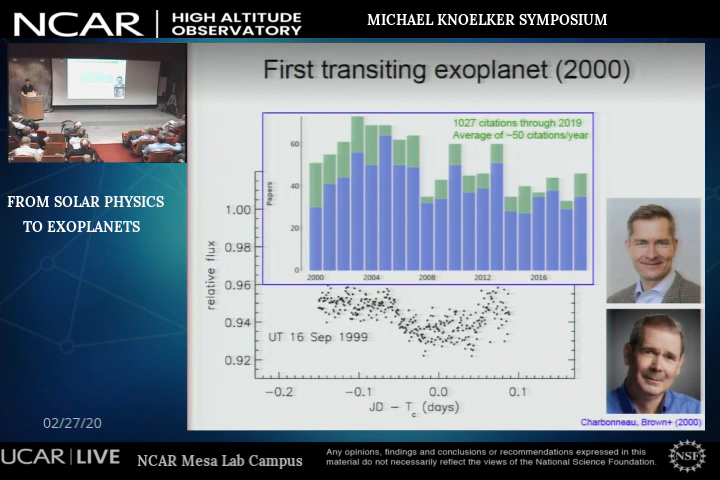 NCAR
HIGH ALTITUDE
OBSERVATORY
MICHAEL KNOELKER SYMPOSIUM
FROM SOLAR PHYSICS
TO EXOPLANETS
02/27/20
First transiting exoplanet (2000)
1027 citations through 2019
Average of ~50 citations/year
Papers
60
40
20
0
2000 2004 2008 2012 2016
relative flux
1.00
0.98
0.96
0.94
0.92
UT 16 Sep 1999
−0.2 −0.1 0.0 0.1
JD − Tc (days)
Charbonneau, Brown+ (2000)
UCAR|LIVE
NCAR Mesa Lab Campus
Any opinions, findings and conclusions or recommendations expressed in this
material do not necessarily reflect the views of the National Science Foundation.
NSF